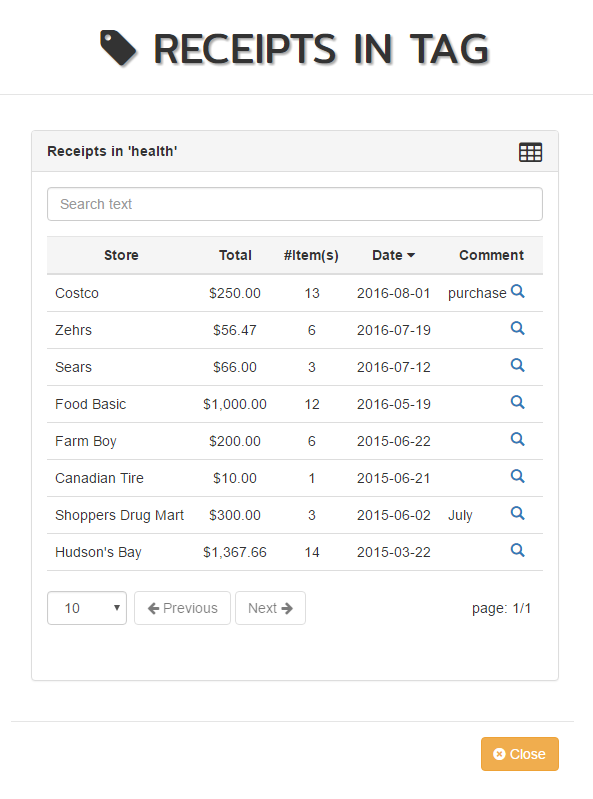 RECEIPTS IN TAG
Receipts in 'health'
Search text
Store Total #Item(s) Date Comment
Costco $250.00 13 2016-08-01 purchase
Zehrs $56.47 6 2016-07-19
Sears $66.00 3 2016-07-12
Food Basic $1,000.00 12 2016-05-19
Farm Boy $200.00 6 2015-06-22
Canadian Tire $10.00 1 2015-06-21
Shoppers Drug Mart $300.00 3 2015-06-02 July
Hudson's Bay $1,367.66 14 2015-03-22
10 Previous Next page: 1/1
Close